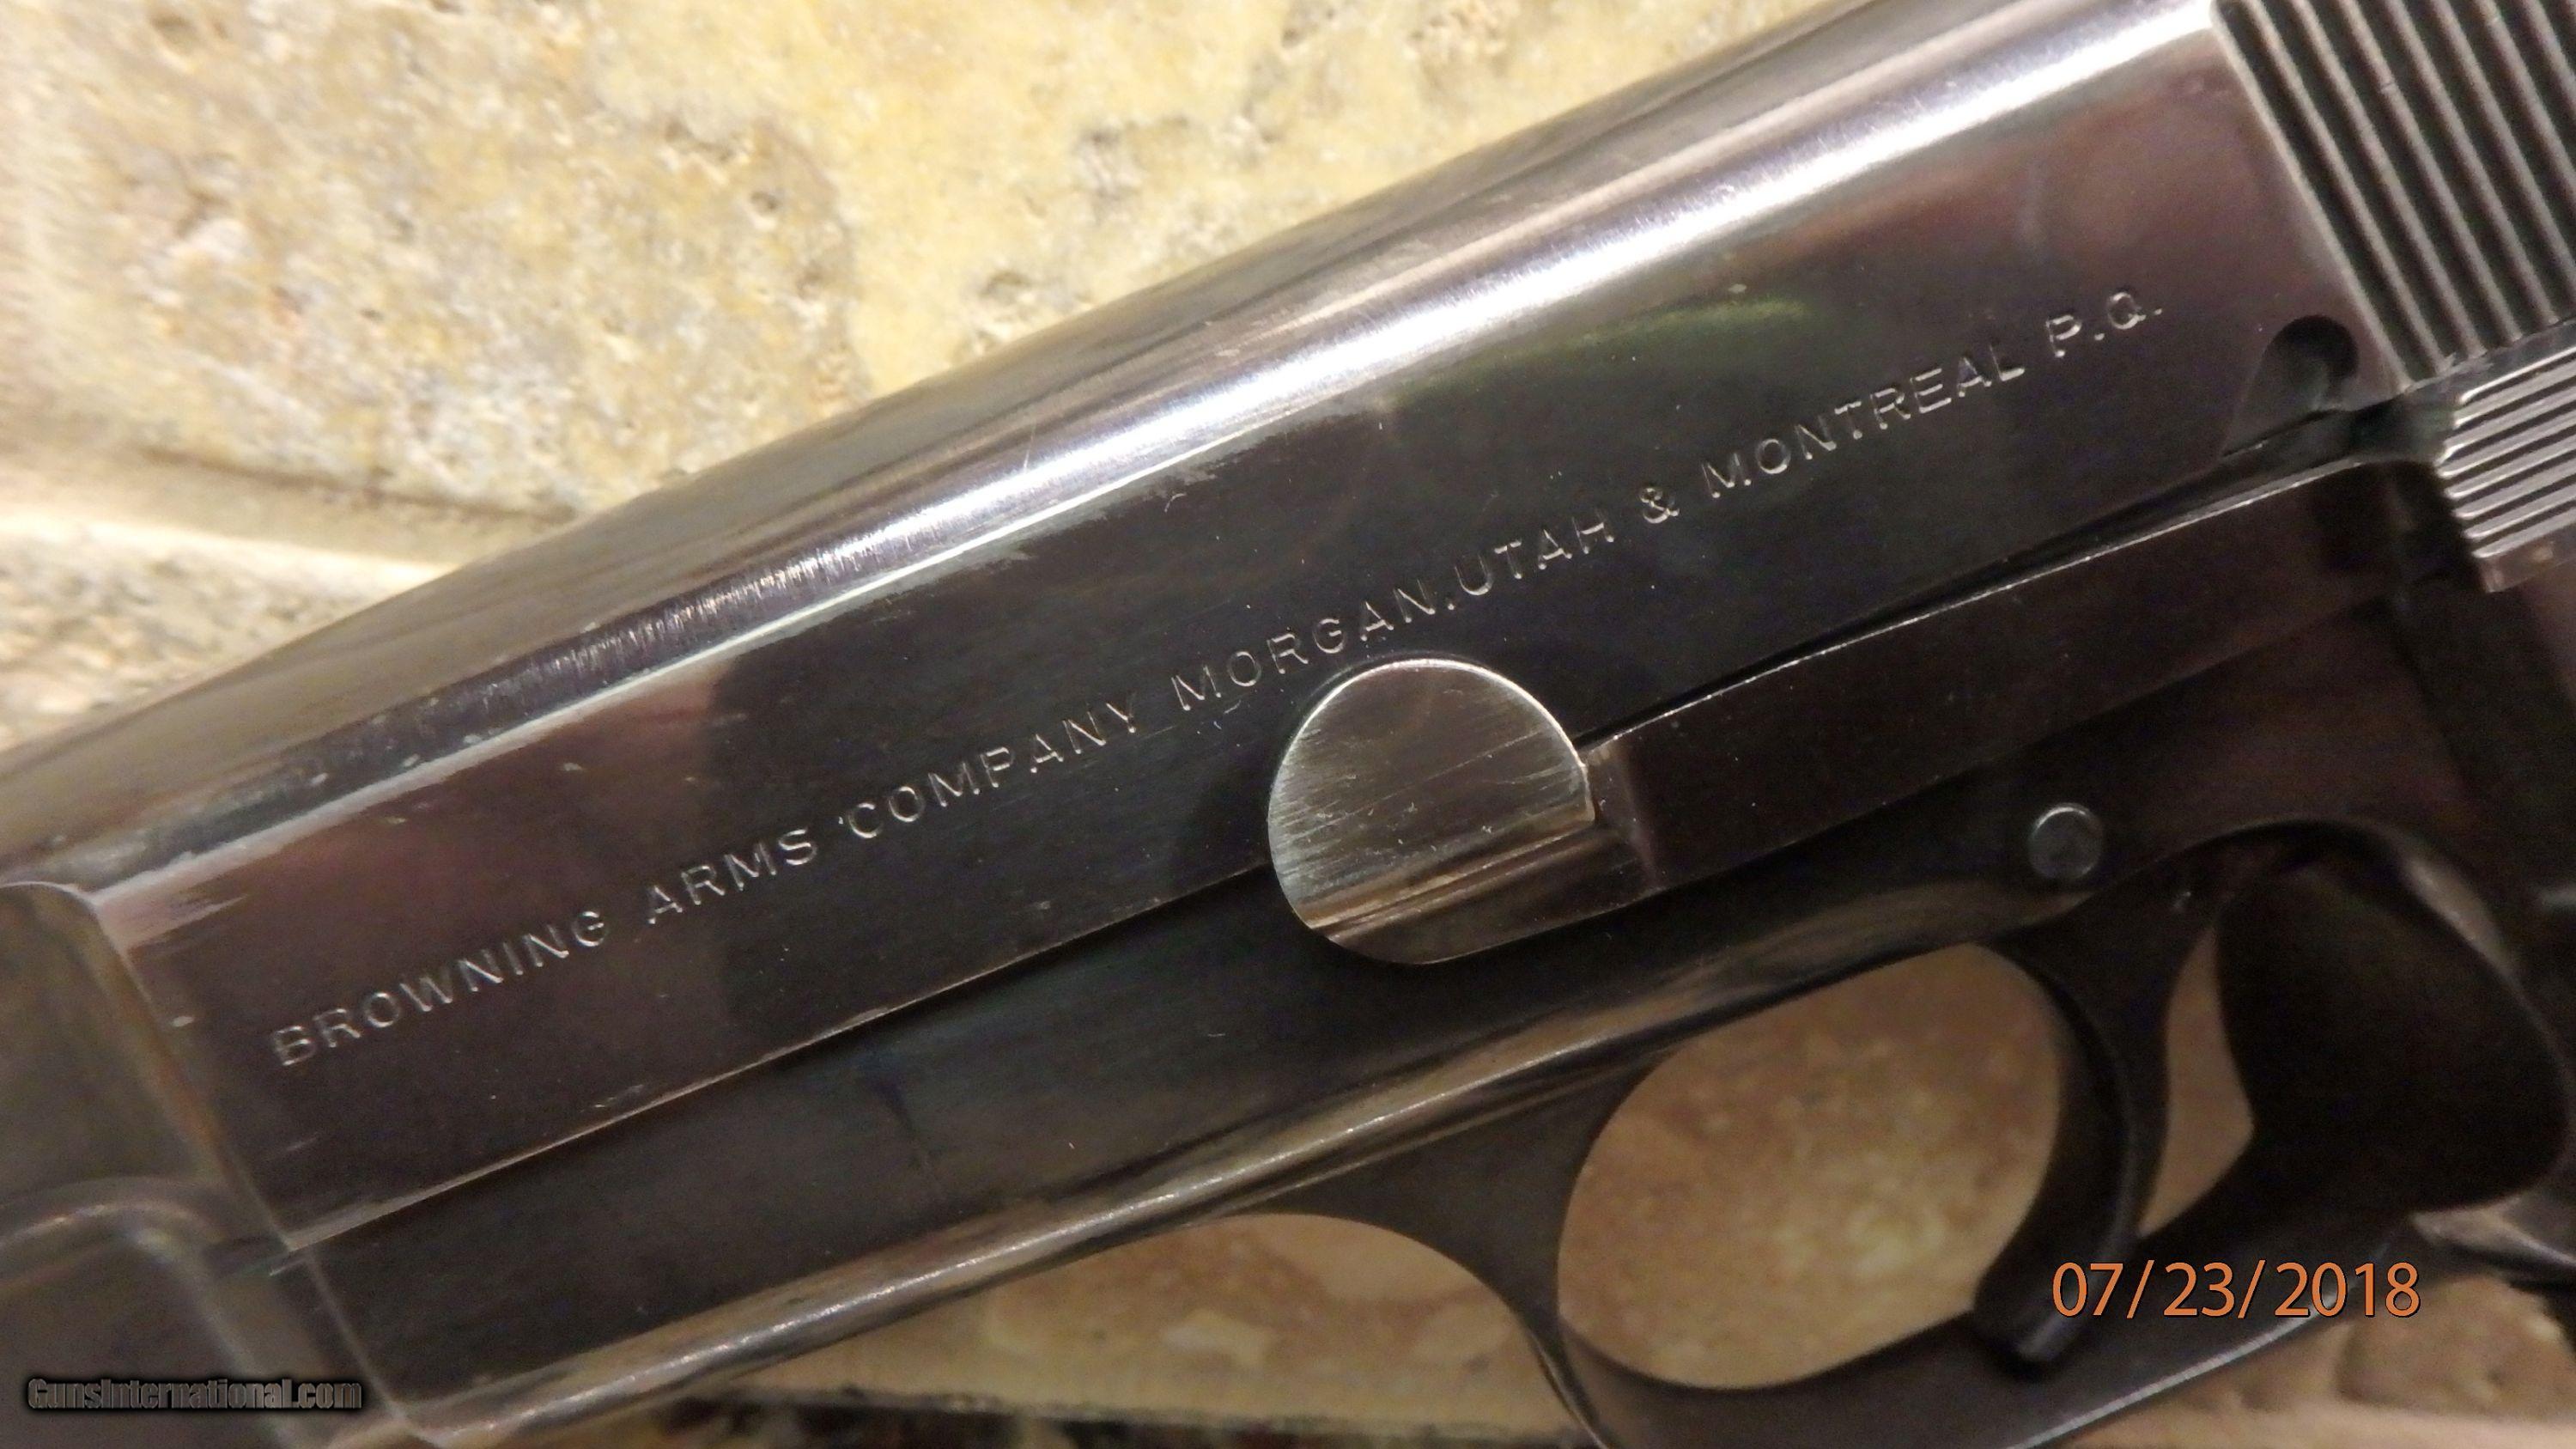 BROWNING ARMS COMPANY MORGAN, UTAH & MONTREAL P.Q.
07/23/2018
GunsInternational.com